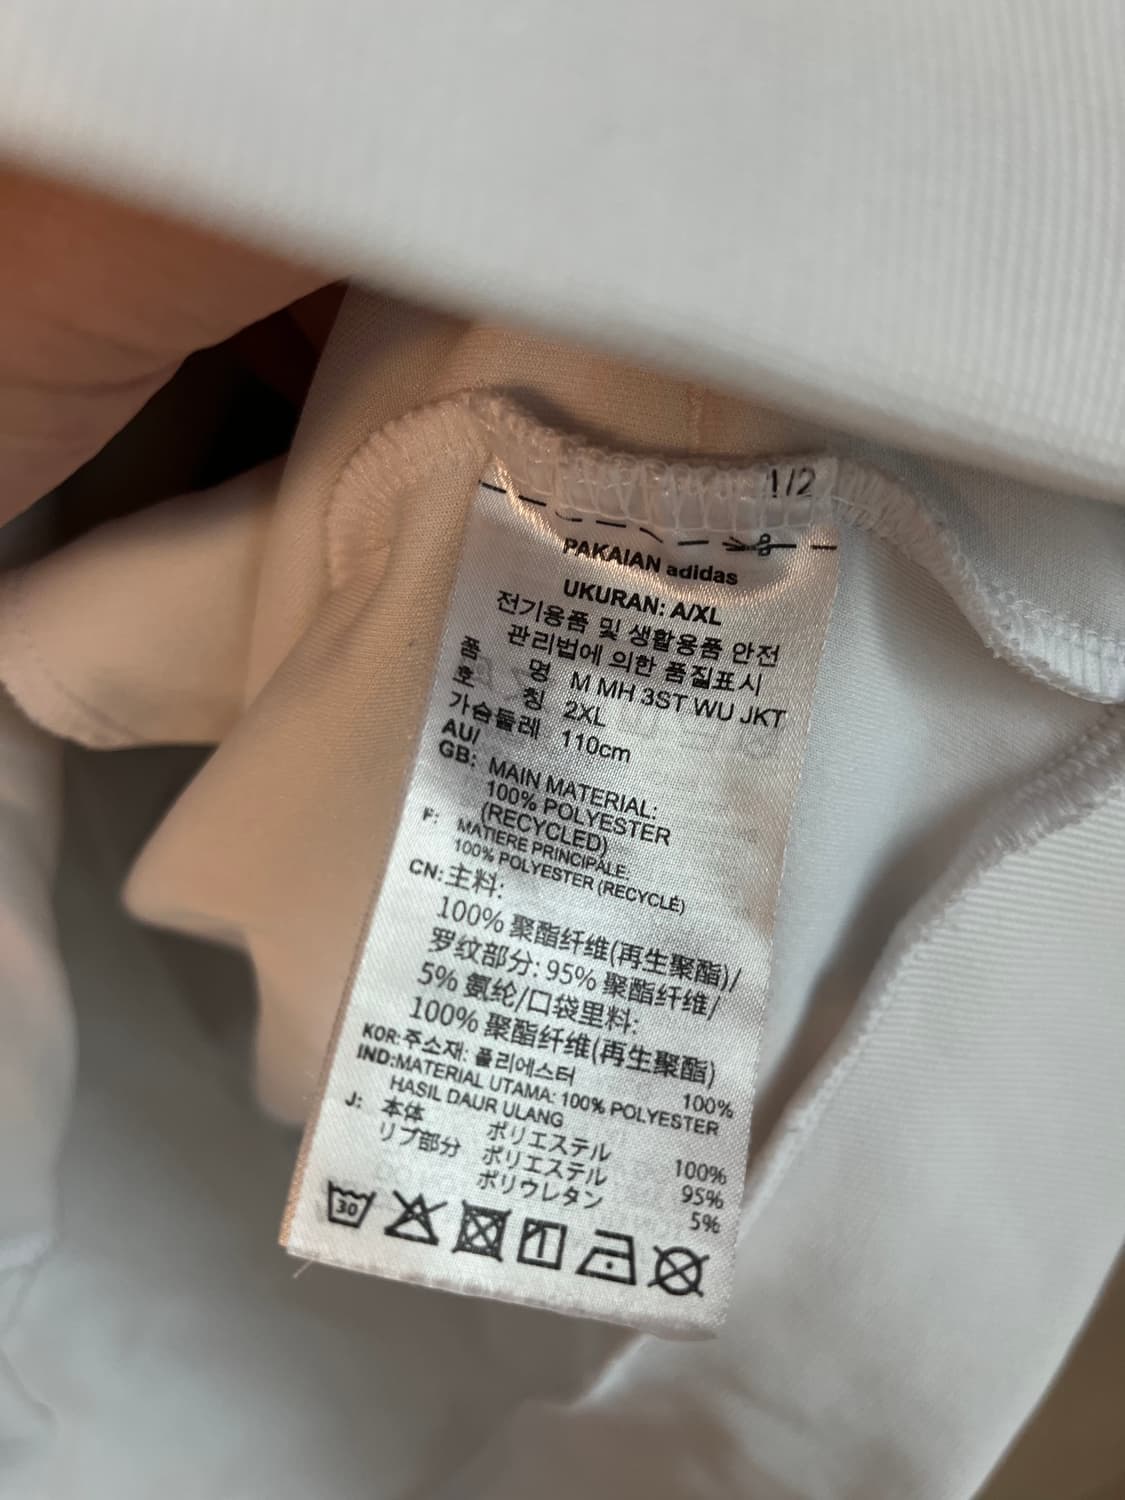 1/2
PAKAIAN adidas
UKURAN: A/XL
전기용품 및 생활용품 안전
관리법에 의한 품질표시
품 명 M MH 3ST WU JKT
호 칭 2XL
가슴둘레 110cm
AU/
GB: MAIN MATERIAL:
100% POLYESTER
(RECYCLED)
F: MATIERE PRINCIPALE:
100% POLYESTER (RECYCLÉ)
CN: 主料:
100% 聚酯纤维(再生聚酯)/
罗纹部分: 95% 聚酯纤维/
5% 氨纶/口袋里料:
100% 聚酯纤维(再生聚酯)
KOR: 주소재: 폴리에스터 100%
IND: MATERIAL UTAMA: 100% POLYESTER
HASIL DAUR ULANG
J: 本体 ポリエステル 100%
リブ部分 ポリエステル 95%
ポリウレタン 5%
30